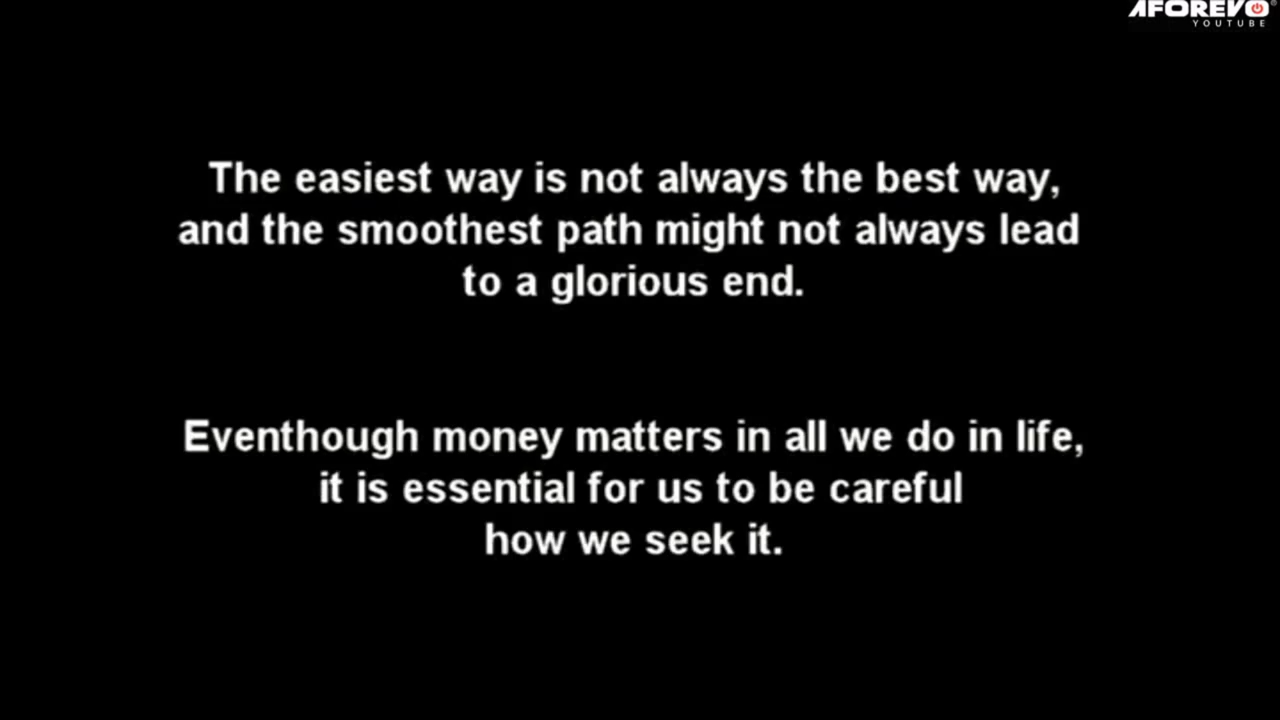 AFOREVO
YOUTUBE
The easiest way is not always the best way,
and the smoothest path might not always lead
to a glorious end.
Eventhough money matters in all we do in life,
it is essential for us to be careful
how we seek it.